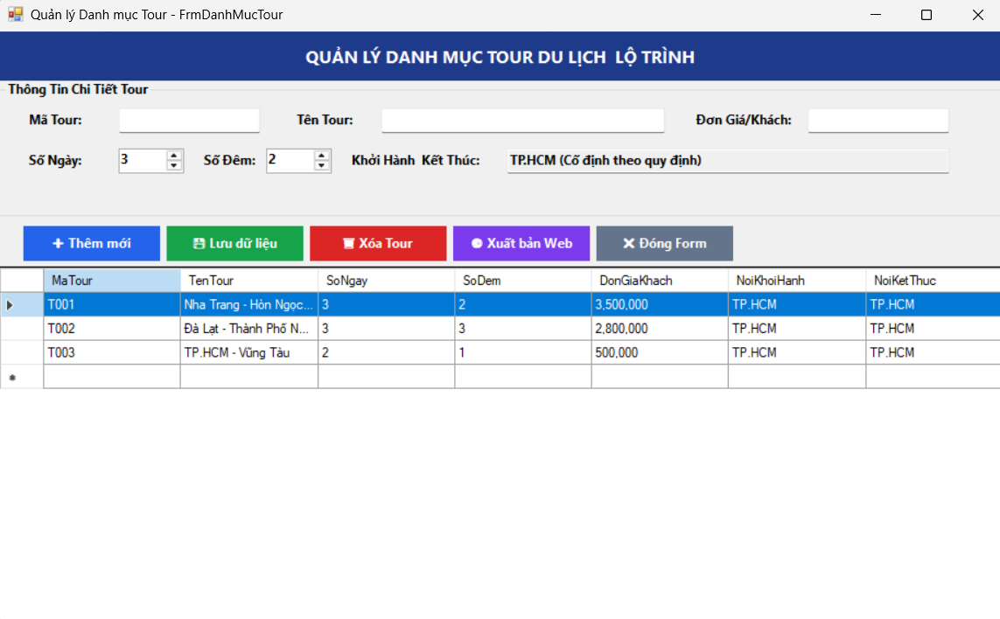 Quản lý Danh mục Tour - FrmDanhMucTour
QUẢN LÝ DANH MỤC TOUR DU LỊCH LỘ TRÌNH
Thông Tin Chi Tiết Tour
Mã Tour: Tên Tour: Đơn Giá/Khách:
Số Ngày: 3 Số Đêm: 2 Khởi Hành Kết Thúc: TP.HCM (Cố định theo quy định)
Thêm mới Lưu dữ liệu Xóa Tour Xuất bản Web Đóng Form
MaTour TenTour SoNgay SoDem DonGiaKhach NoiKhoiHanh NoiKetThuc
T001 Nha Trang - Hòn Ngọc... 3 2 3,500,000 TP.HCM TP.HCM
T002 Đà Lạt - Thành Phố N... 3 3 2,800,000 TP.HCM TP.HCM
T003 TP.HCM - Vũng Tàu 2 1 500,000 TP.HCM TP.HCM